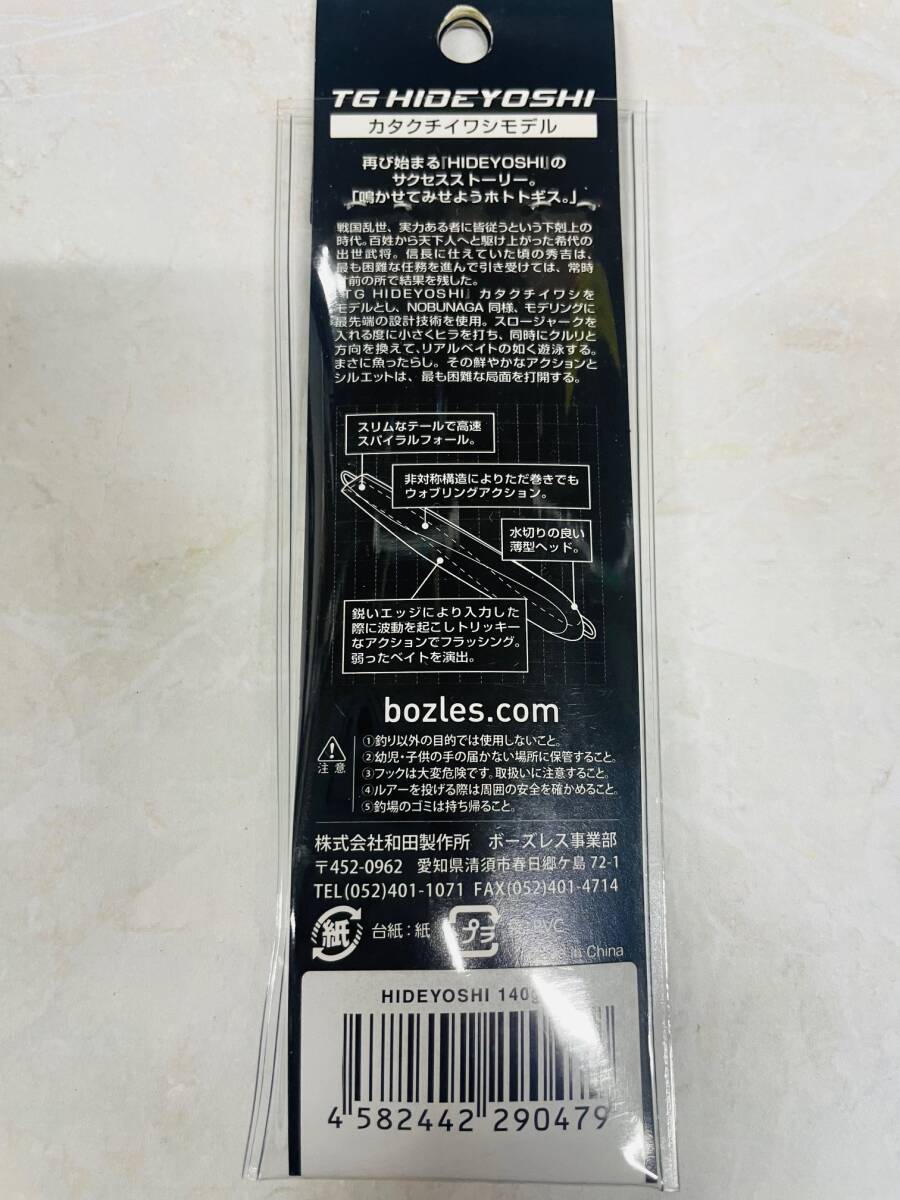 TG HIDEYOSHI
カタクチイワシモデル
再び始まる『HIDEYOSHI』の
サクセスストーリー。
「鳴かせてみせようホトトギス。」
戦国乱世、実力ある者に皆従うという下剋上の
時代。百姓から天下人へと駆け上がった希代の
出世武将。信長に仕えていた頃の秀吉は、
最も困難な任務を進んで引き受けては、常時
前の所で結果を残した。
TG HIDEYOSHI』カタクチイワシを
モデルとし、NOBUNAGA 同様、モデリングに
最先端の設計技術を使用。スロージャークを
入れる度に小さくヒラを打ち、同時にクルリと
方向を換えて、リアルベイトの如く遊泳する。
まさに魚ったらし。その鮮やかなアクションと
シルエットは、最も困難な局面を打開する。
スリムなテールで高速
スパイラルフォール。
非対称構造によりただ巻きでも
ウォブリングアクション。
水切りの良い
薄型ヘッド。
鋭いエッジにより入力した
際に波動を起こしトリッキー
なアクションでフラッシング。
弱ったベイトを演出。
bozles.com
注意
①釣り以外の目的では使用しないこと。
②幼児・子供の手の届かない場所に保管すること。
③フックは大変危険です。取扱いに注意すること。
④ルアーを投げる際は周囲の安全を確かめること。
⑤釣場のゴミは持ち帰ること。
株式会社和田製作所 ボーズレス事業部
〒452-0962 愛知県清須市春日郷ケ島 72-1
TEL(052)401-1071 FAX(052)401-4714
紙 台紙：紙 プラ PVC
in China
HIDEYOSHI 140g
4 582442 290479